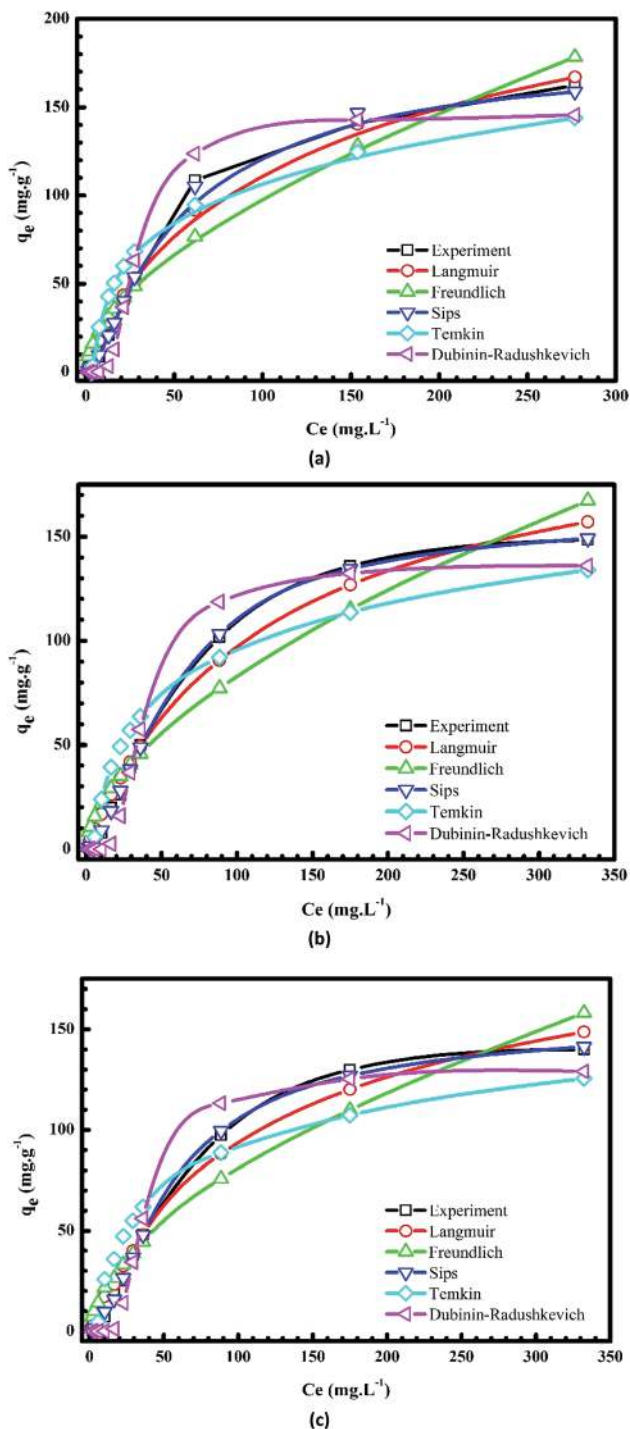 200
150
100
50
0
qe (mg.g-1)
Experiment
Langmuir
Freundlich
Sips
Temkin
Dubinin-Radushkevich
0 50 100 150 200 250 300
Ce (mg.L-1)
(a)
150
100
50
0
qe (mg.g-1)
Experiment
Langmuir
Freundlich
Sips
Temkin
Dubinin-Radushkevich
0 50 100 150 200 250 300 350
Ce (mg.L-1)
(b)
150
100
50
0
qe (mg.g-1)
Experiment
Langmuir
Freundlich
Sips
Temkin
Dubinin-Radushkevich
0 50 100 150 200 250 300 350
Ce (mg.L-1)
(c)